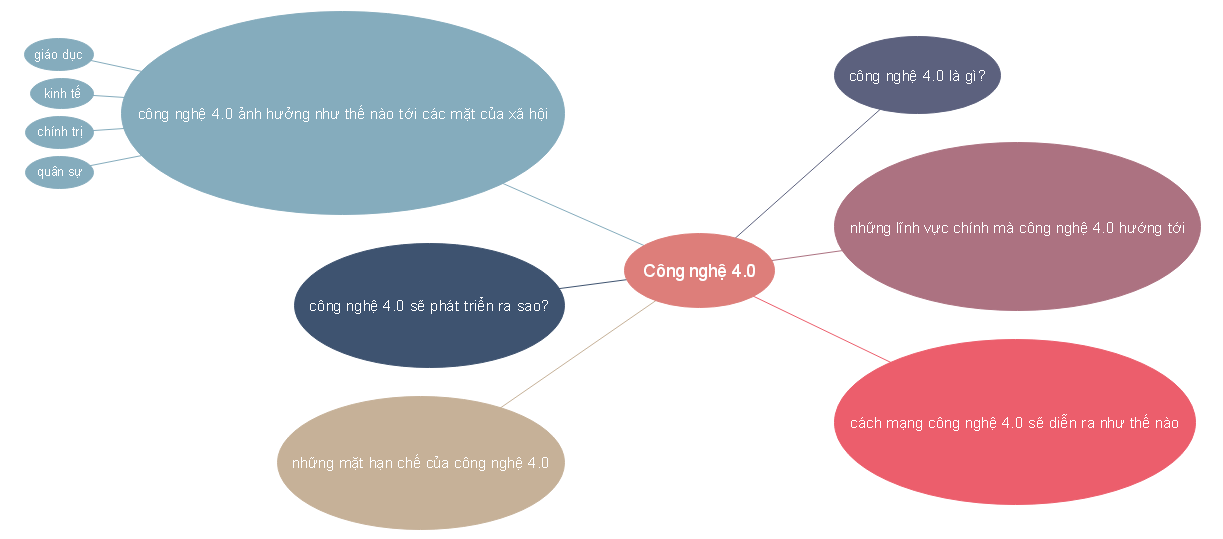 giáo dục
kinh tế
chính trị
quân sự
công nghệ 4.0 ảnh hưởng như thế nào tới các mặt của xã hội
công nghệ 4.0 là gì?
những lĩnh vực chính mà công nghệ 4.0 hướng tới
Công nghệ 4.0
công nghệ 4.0 sẽ phát triển ra sao?
cách mạng công nghệ 4.0 sẽ diễn ra như thế nào
những mặt hạn chế của công nghệ 4.0